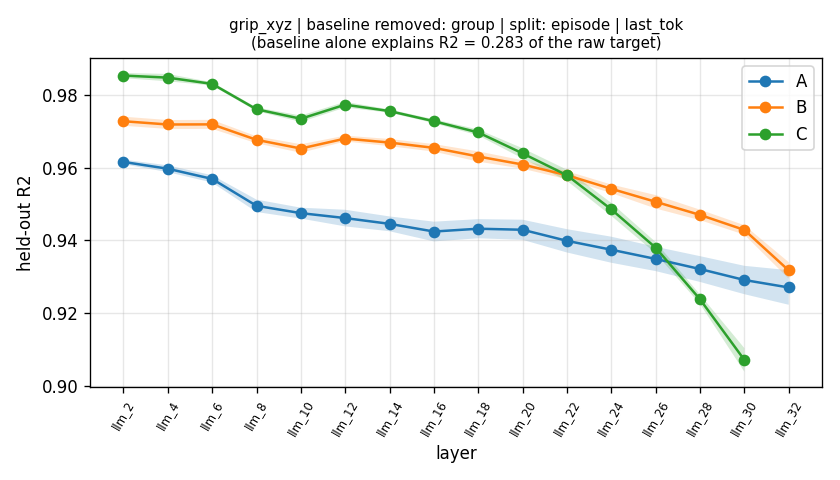 grip_xyz | baseline removed: group | split: episode | last_tok
(baseline alone explains R2 = 0.283 of the raw target)
A
B
C
held-out R2
0.98
0.96
0.94
0.92
0.90
llm_2 llm_4 llm_6 llm_8 llm_10 llm_12 llm_14 llm_16 llm_18 llm_20 llm_22 llm_24 llm_26 llm_28 llm_30 llm_32
layer